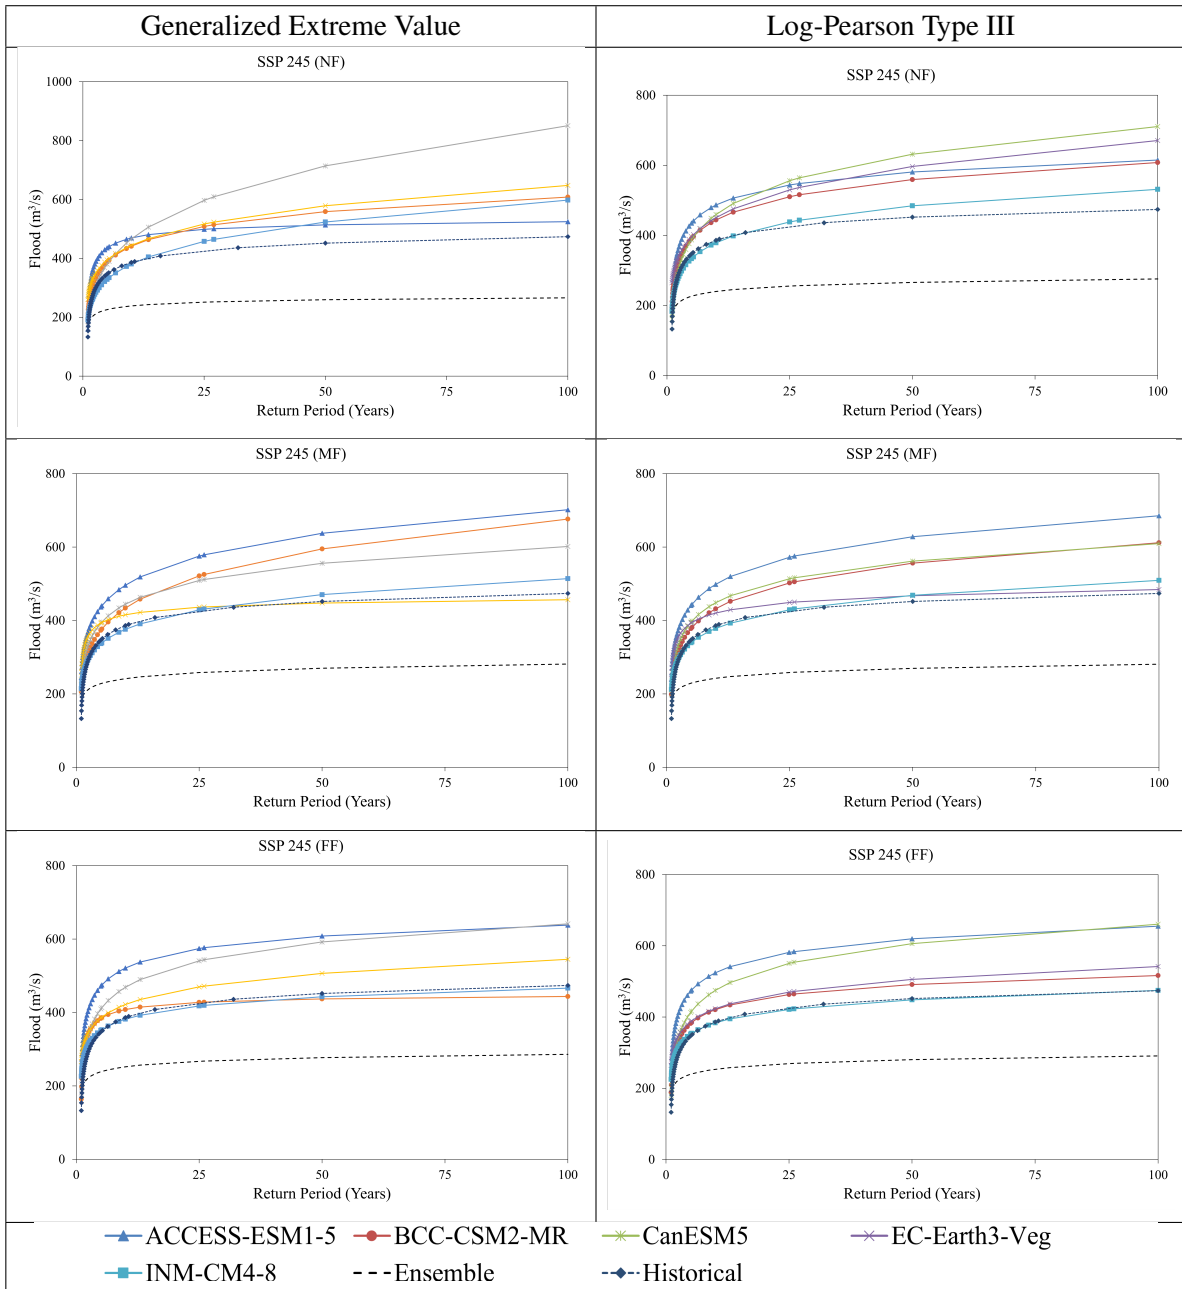 Generalized Extreme Value
Log-Pearson Type III
SSP 245 (NF)
1000
800
600
400
200
0
Flood (m³/s)
0 25 50 75 100
Return Period (Years)
SSP 245 (NF)
800
600
400
200
0
Flood (m³/s)
0 25 50 75 100
Return Period (Years)
SSP 245 (MF)
800
600
400
200
0
Flood (m³/s)
0 25 50 75 100
Return Period (Years)
SSP 245 (MF)
800
600
400
200
0
Flood (m³/s)
0 25 50 75 100
Return Period (Years)
SSP 245 (FF)
800
600
400
200
0
Flood (m³/s)
0 25 50 75 100
Return Period (Years)
SSP 245 (FF)
800
600
400
200
0
Flood (m³/s)
0 25 50 75 100
Return Period (Years)
ACCESS-ESM1-5 BCC-CSM2-MR CanESM5 EC-Earth3-Veg
INM-CM4-8 Ensemble Historical